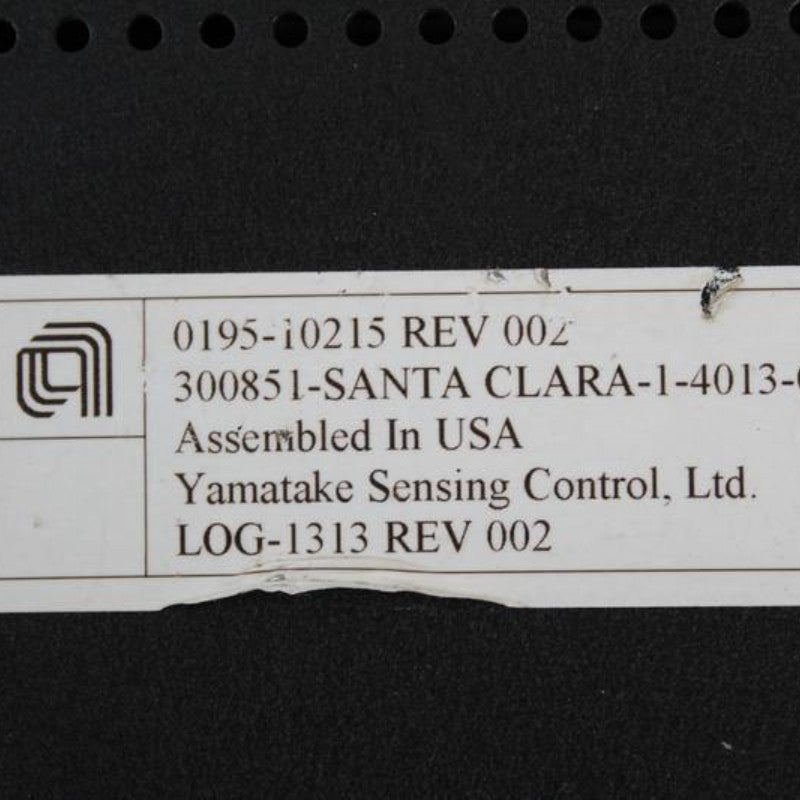 0195-10215 REV 002
300851-SANTA CLARA-1-4013-
Assembled In USA
Yamatake Sensing Control, Ltd.
LOG-1313 REV 002